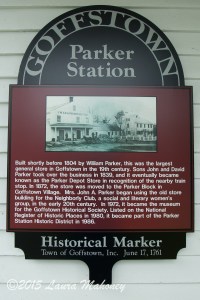 GOFFSTOWN
Parker
Station
Built shortly before 1804 by William Parker, this was the largest
general store in Goffstown in the 19th century. Sons John and David
Parker took over the business in 1839, and it eventually became
known as the Parker Depot Store in recognition of the nearby train
stop. In 1872, the store was moved to the Parker Block in
Goffstown Village. Mrs. John A. Parker began using the old store
building for the Neighborly Club, a social and literary women's
group, in the early 20th century. In 1972, it became the museum
for the Goffstown Historical Society. Listed on the National
Register of Historic Places in 1980, it became part of the Parker
Station Historic District in 1986.
Historical Marker
Town of Goffstown, Inc. June 17, 1761
©2013 Laura Mahoney